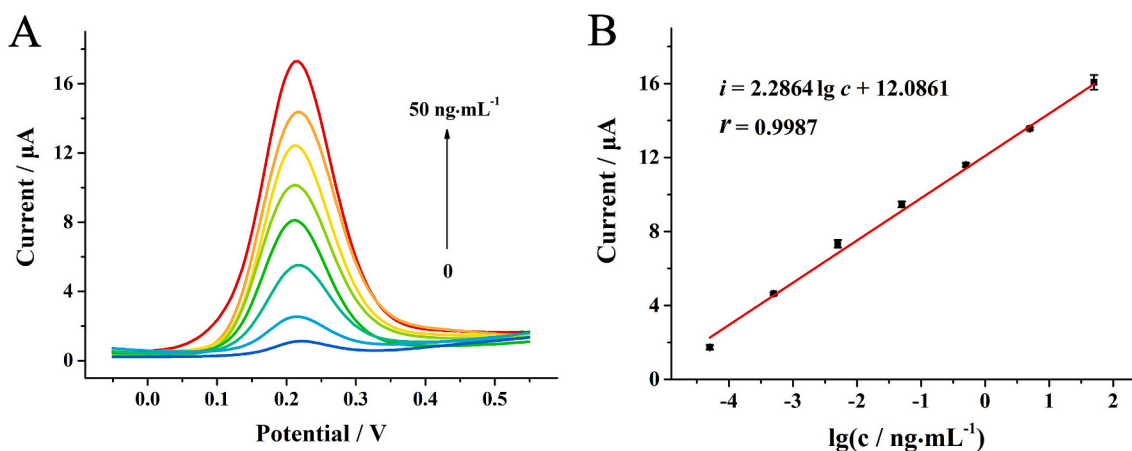 A
Current / µA
16
12
8
4
0
50 ng·mL⁻¹
0
0.0 0.1 0.2 0.3 0.4 0.5
Potential / V
B
Current / µA
16
12
8
4
0
i = 2.2864 lg c + 12.0861
r = 0.9987
-4 -3 -2 -1 0 1 2
lg(c / ng·mL⁻¹)